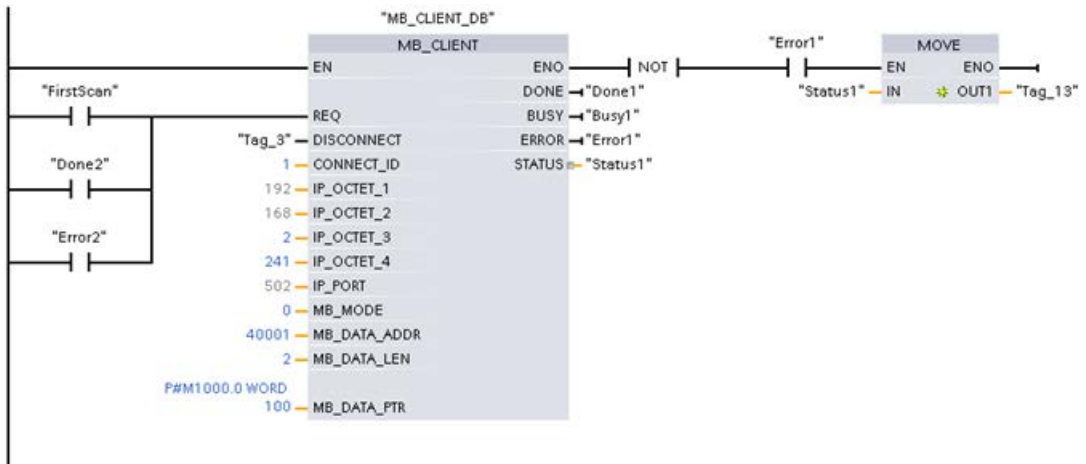 "MB_CLIENT_DB"
MB_CLIENT
EN ENO NOT "Error1" MOVE
EN ENO
"FirstScan" DONE "Done1" "Status1" IN OUT1 "Tag_13"
REQ BUSY "Busy1"
"Tag_3" DISCONNECT ERROR "Error1"
"Done2" 1 CONNECT_ID STATUS "Status1"
192 IP_OCTET_1
168 IP_OCTET_2
"Error2" 2 IP_OCTET_3
241 IP_OCTET_4
502 IP_PORT
0 MB_MODE
40001 MB_DATA_ADDR
2 MB_DATA_LEN
P#M1000.0 WORD
100 MB_DATA_PTR